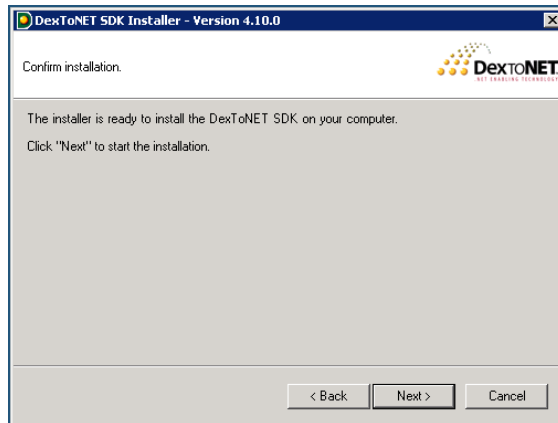 DexToNET SDK Installer - Version 4.10.0
Confirm installation.
DEXTONET
NET ENABLING TECHNOLOGY
The installer is ready to install the DexToNET SDK on your computer.
Click "Next" to start the installation.
< Back
Next >
Cancel